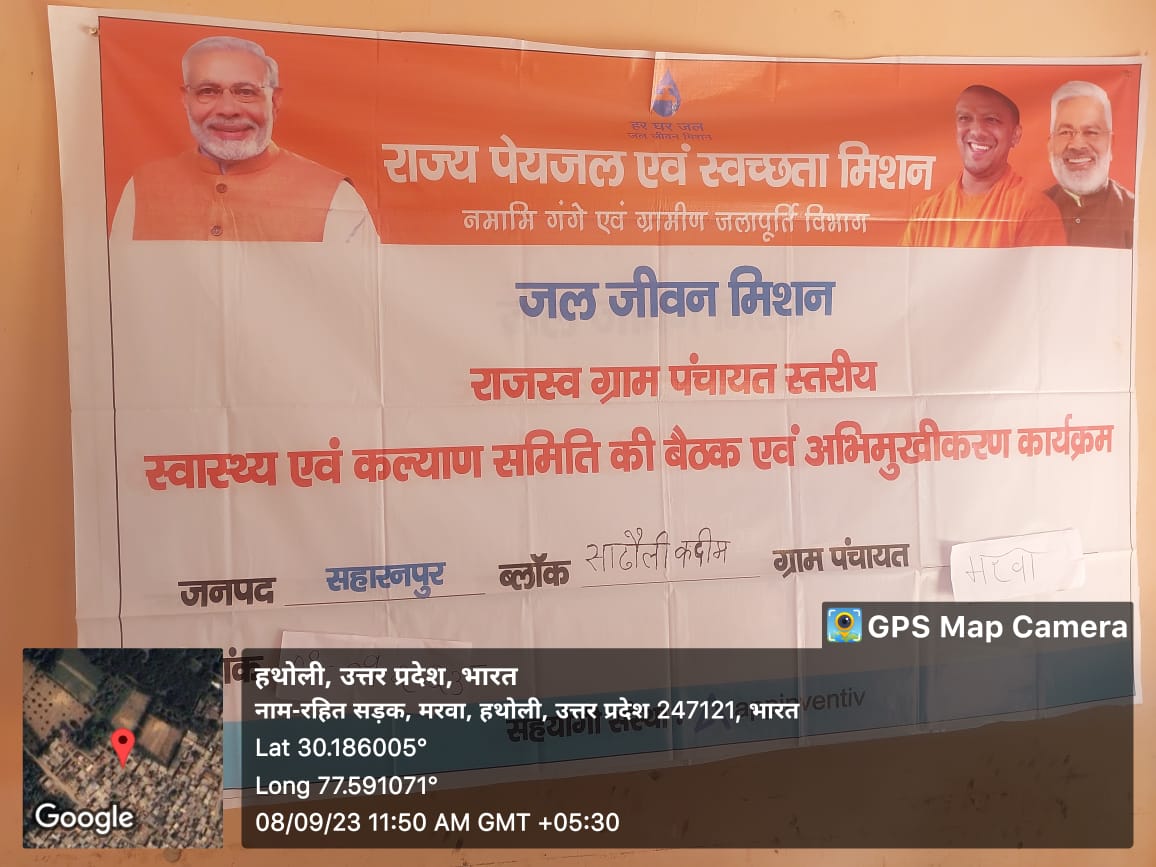 हर घर जल
जल जीवन मिशन
राज्य पेयजल एवं स्वच्छता मिशन
नमामि गंगे एवं ग्रामीण जलापूर्ति विभाग
जल जीवन मिशन
राजस्व ग्राम पंचायत स्तरीय
स्वास्थ्य एवं कल्याण समिति की बैठक एवं अभिमुखीकरण कार्यक्रम
जनपद सहारनपुर ब्लॉक साढौली कदीम ग्राम पंचायत मरवा
सहयोगी संस्था : appinventiv
GPS Map Camera
हथोली, उत्तर प्रदेश, भारत
नाम-रहित सड़क, मरवा, हथोली, उत्तर प्रदेश 247121, भारत
Lat 30.186005°
Long 77.591071°
08/09/23 11:50 AM GMT +05:30
Google